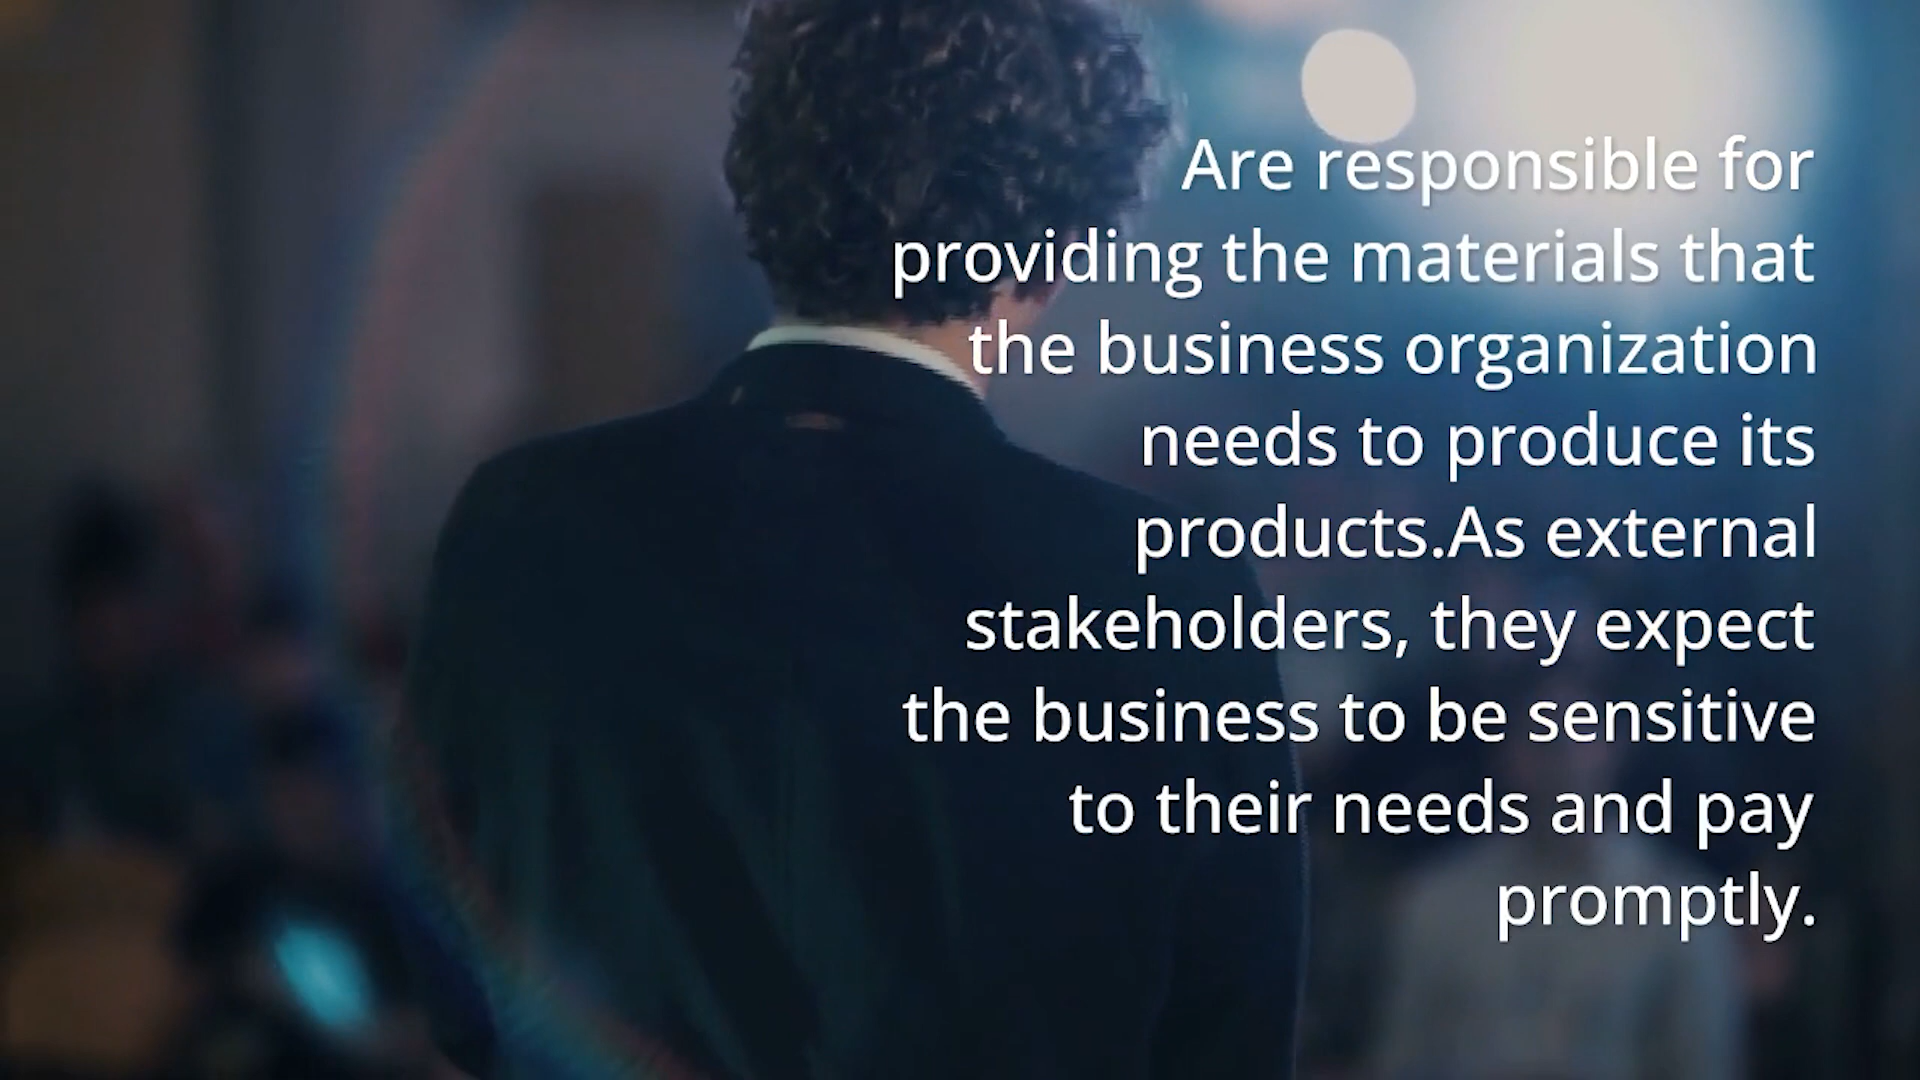 Are responsible for
providing the materials that
the business organization
needs to produce its
products.As external
stakeholders, they expect
the business to be sensitive
to their needs and pay
promptly.